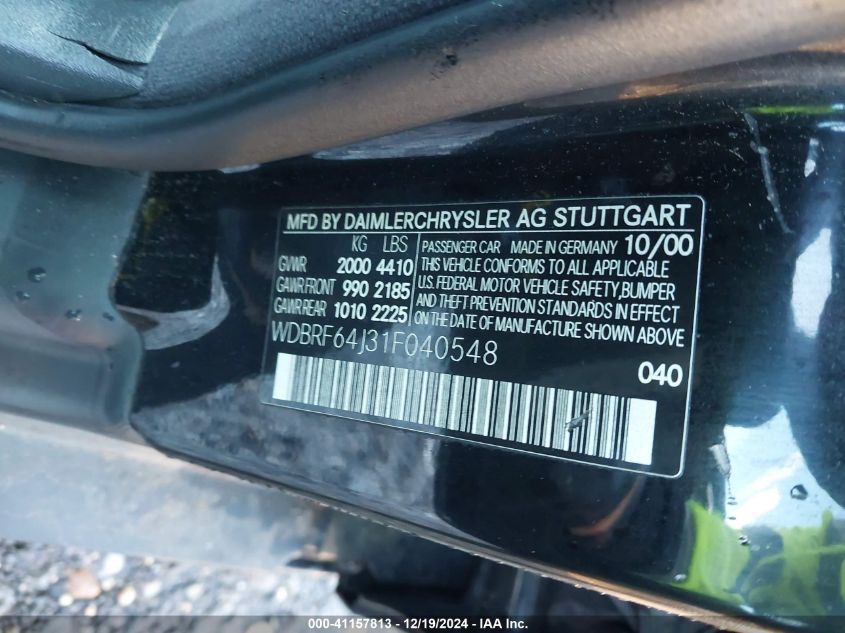 MFD BY DAIMLERCHRYSLER AG STUTTGART
KG LBS
GVWR 2000 4410
GAWR FRONT 990 2185
GAWR REAR 1010 2225
PASSENGER CAR MADE IN GERMANY 10/00
THIS VEHICLE CONFORMS TO ALL APPLICABLE
U.S. FEDERAL MOTOR VEHICLE SAFETY,BUMPER
AND THEFT PREVENTION STANDARDS IN EFFECT
ON THE DATE OF MANUFACTURE SHOWN ABOVE
WDBRF64J31F040548
040
000-41157813 - 12/19/2024 - IAA Inc.